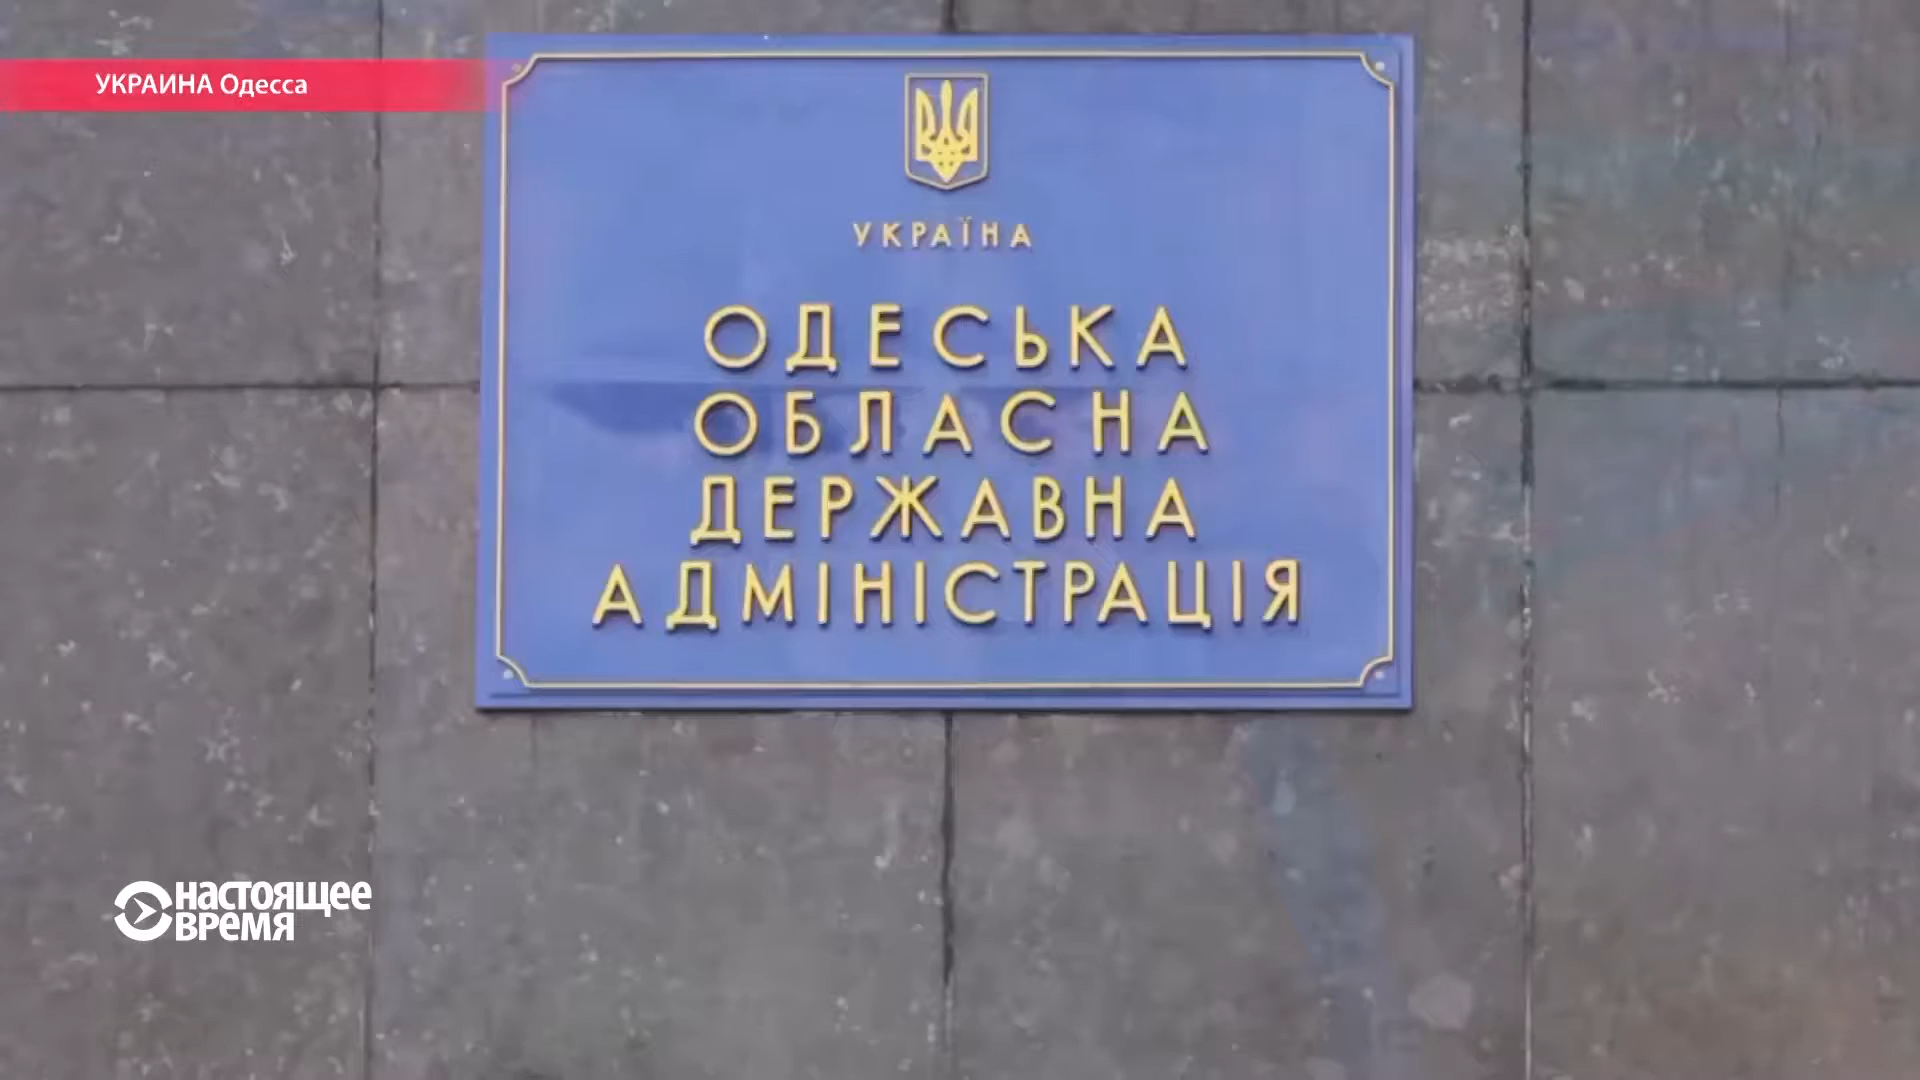 УКРАИНА Одесса
УКРАЇНА
ОДЕСЬКА
ОБЛАСНА
ДЕРЖАВНА
АДМІНІСТРАЦІЯ
НАСТОЯЩЕЕ
ВРЕМЯ